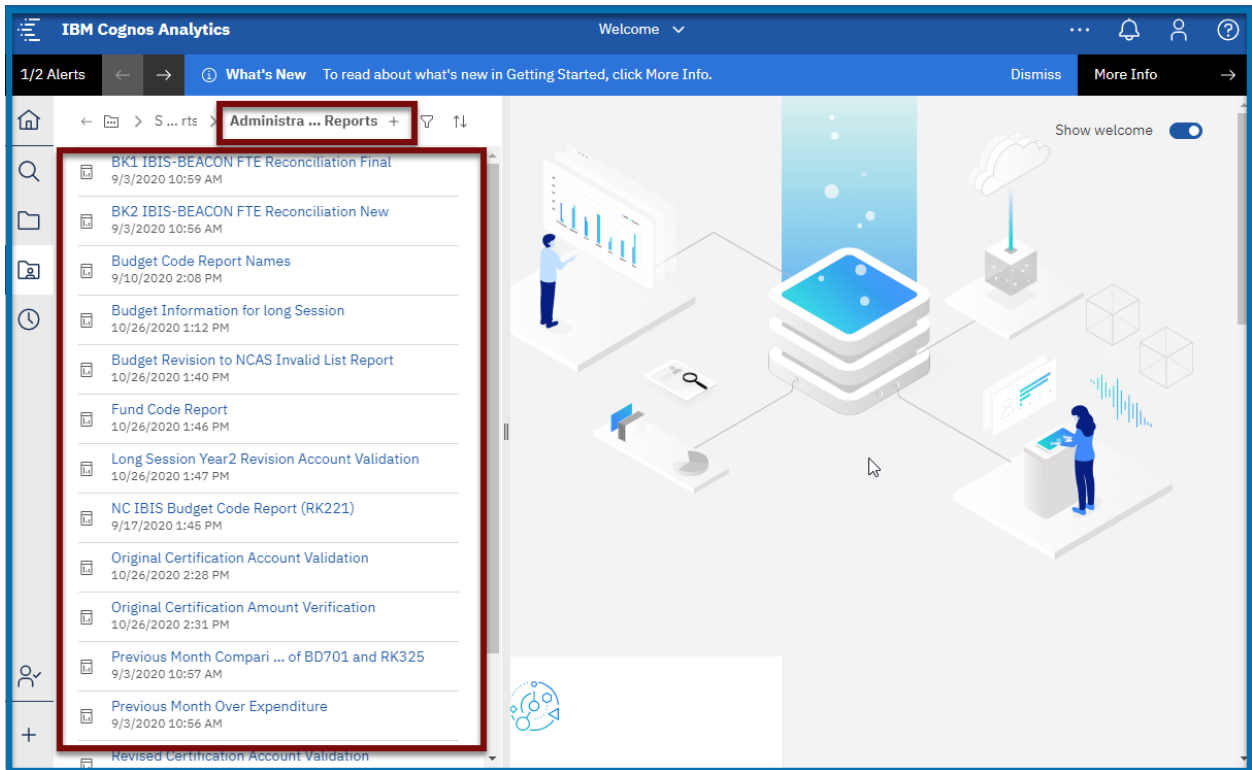 IBM Cognos Analytics
Welcome
1/2 Alerts
What's New To read about what's new in Getting Started, click More Info.
Dismiss
More Info
S ... rts
Administra ... Reports
Show welcome
BK1 IBIS-BEACON FTE Reconciliation Final
9/3/2020 10:59 AM
BK2 IBIS-BEACON FTE Reconciliation New
9/3/2020 10:56 AM
Budget Code Report Names
9/10/2020 2:08 PM
Budget Information for long Session
10/26/2020 1:12 PM
Budget Revision to NCAS Invalid List Report
10/26/2020 1:40 PM
Fund Code Report
10/26/2020 1:46 PM
Long Session Year2 Revision Account Validation
10/26/2020 1:47 PM
NC IBIS Budget Code Report (RK221)
9/17/2020 1:45 PM
Original Certification Account Validation
10/26/2020 2:28 PM
Original Certification Amount Verification
10/26/2020 2:31 PM
Previous Month Compari ... of BD701 and RK325
9/3/2020 10:57 AM
Previous Month Over Expenditure
9/3/2020 10:56 AM
Revised Certification Account Validation